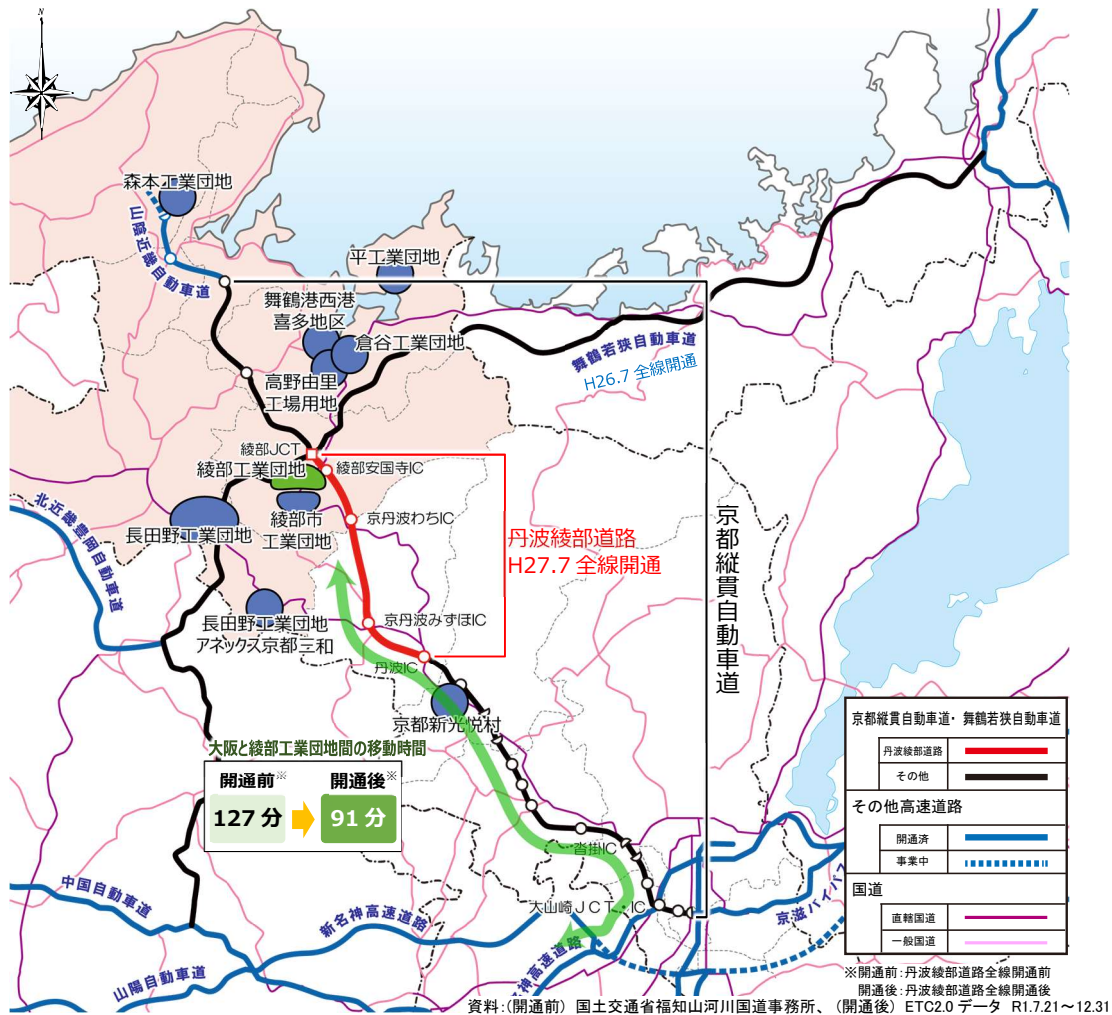 N
森本工業団地
山陰近畿自動車道
平工業団地
舞鶴港西港
喜多地区
倉谷工業団地
舞鶴若狭自動車道
H26.7 全線開通
高野由里
工場用地
綾部JCT
綾部工業団地
綾部安国寺IC
北近畿豊岡自動車道
長田野工業団地
綾部市
工業団地
京丹波わちIC
丹波綾部道路
H27.7 全線開通
京都縦貫自動車道
長田野工業団地
アネックス京都三和
京丹波みずほIC
丹波IC
京都新光悦村
大阪と綾部工業団地間の移動時間
開通前※
開通後※
127 分
91 分
沓掛IC
大山崎JCT・IC
中国自動車道
新名神高速道路
山陽自動車道
神高速道路
京滋バイパス
京都縦貫自動車道・舞鶴若狭自動車道
丹波綾部道路
その他
その他高速道路
開通済
事業中
国道
直轄国道
一般国道
※開通前:丹波綾部道路全線開通前
開通後:丹波綾部道路全線開通後
資料:(開通前) 国土交通省福知山河川国道事務所、(開通後) ETC2.0 データ R1.7.21～12.31